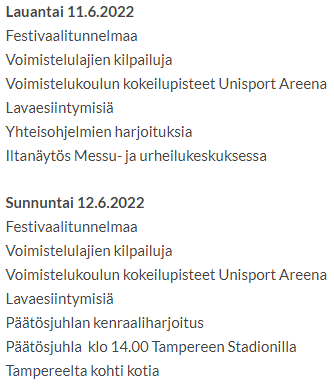 Lauantai 11.6.2022
Festivaalitunnelmaa
Voimistelulajien kilpailuja
Voimistelukoulun kokeilupisteet Unisport Areena
Lavaesiintymisiä
Yhteisohjelmien harjoituksia
Iltanäytös Messu- ja urheilukeskuksessa
Sunnuntai 12.6.2022
Festivaalitunnelmaa
Voimistelulajien kilpailuja
Voimistelukoulun kokeilupisteet Unisport Areena
Lavaesiintymisiä
Päätösjuhlan kenraaliharjoitus
Päätösjuhla  klo 14.00 Tampereen Stadionilla
Tampereelta kohti kotia